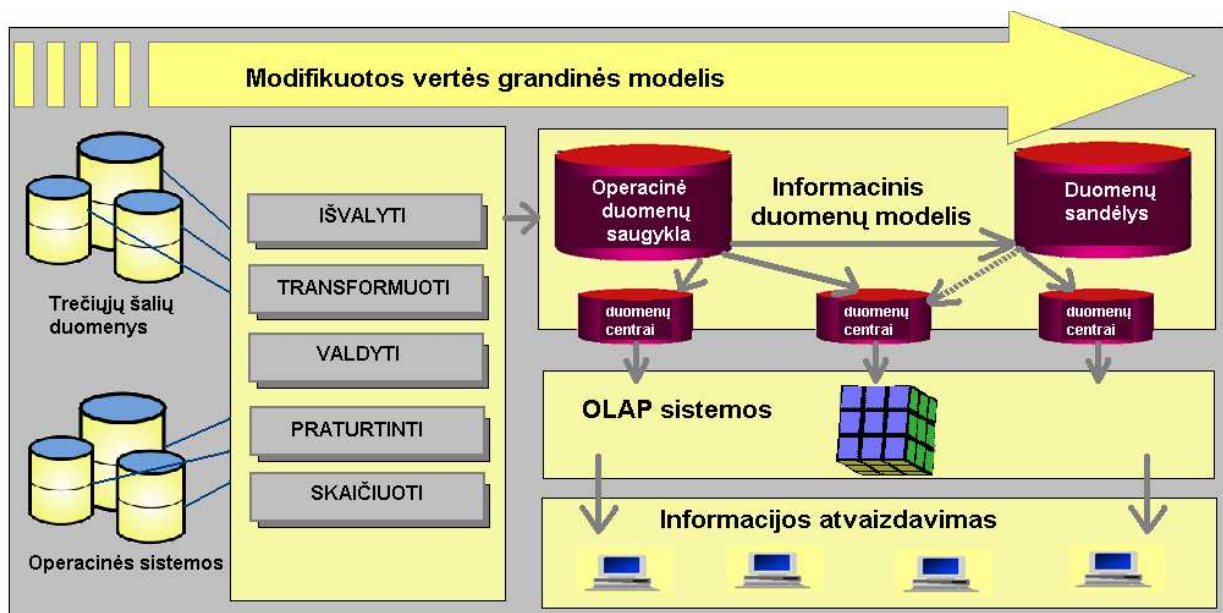 Modifikuotos vertės grandinės modelis
Trečiųjų šalių
duomenys
Operacinės sistemos
IŠVALYTI
TRANSFORMUOTI
VALDYTI
PRATURTINTI
SKAIČIUOTI
Operacinė
duomenų
saugykla
Informacinis
duomenų modelis
Duomenų
sandėlys
duomenų
centrai
duomenų
centrai
duomenų
centrai
OLAP sistemos
Informacijos atvaizdavimas